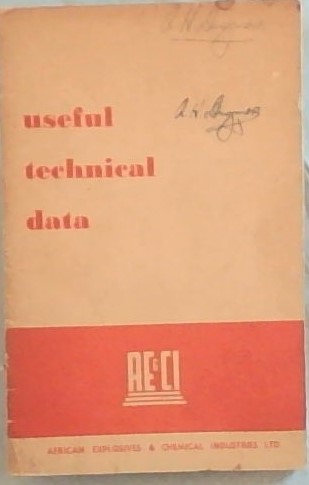 useful
technical
data
AE&CI
AFRICAN EXPLOSIVES & CHEMICAL INDUSTRIES LTD